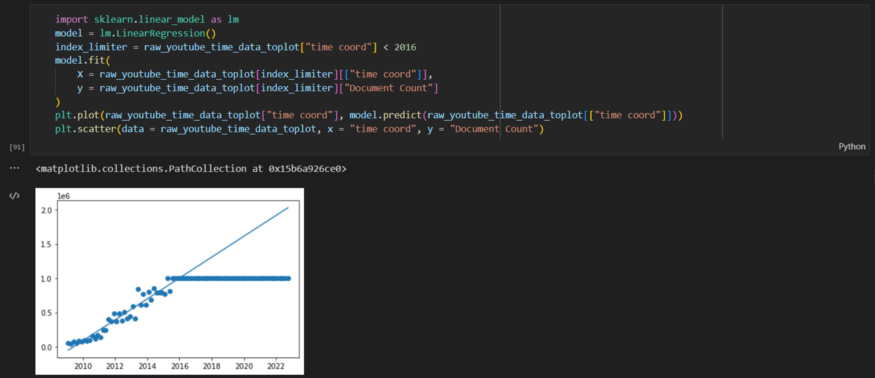 import sklearn.linear_model as lm
model = lm.LinearRegression()
index_limiter = raw_youtube_time_data_toplot["time coord"] < 2016
model.fit(
X = raw_youtube_time_data_toplot[index_limiter][["time coord"]],
y = raw_youtube_time_data_toplot[index_limiter]["Document Count"]
)
plt.plot(raw_youtube_time_data_toplot["time coord"], model.predict(raw_youtube_time_data_toplot[["time coord"]]))
plt.scatter(data = raw_youtube_time_data_toplot, x = "time coord", y = "Document Count")
[91]
Python
... <matplotlib.collections.PathCollection at 0x15b6a926ce0>
</>
1e6
2.0
1.5
1.0
0.5
0.0
2010 2012 2014 2016 2018 2020 2022